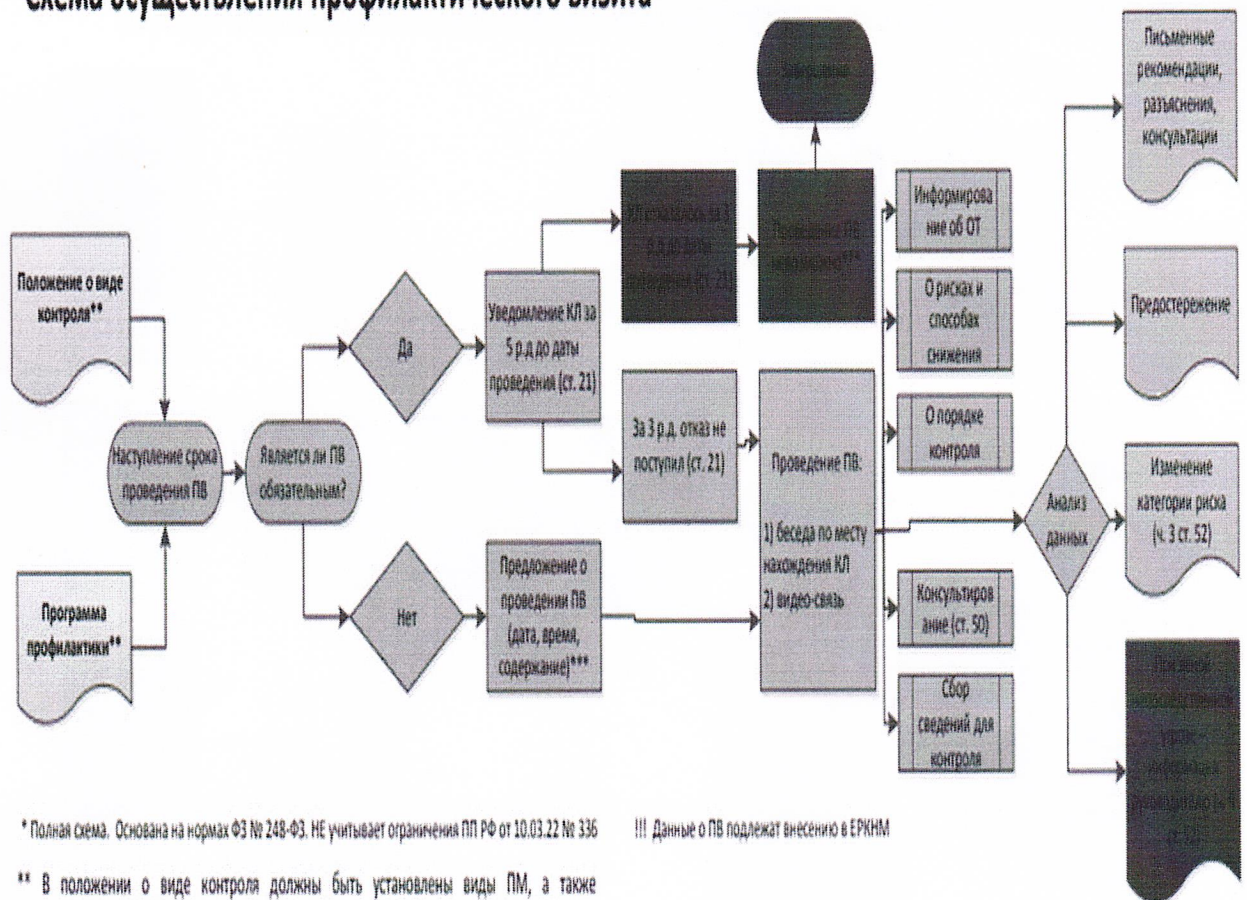 Схема осуществления профилактического визита
Письменные
рекомендации,
разъяснения,
консультации
Положение о виде
контроля**
Наступление срока
проведения ПВ
Программа
профилактики**
Является ли ПВ
обязательным?
Да
Нет
Уведомление КЛ за
5 р.д до даты
проведения (ст. 21)
Предложение о
проведении ПВ
(дата, время,
содержание)***
За 3 р.д. отказ не
поступил (ст. 21)
Проведение ПВ:
1) беседа по месту
нахождения КЛ
2) видео-связь
Информирова
ние об ОТ
О рисках и
способах
снижения
О порядке
контроля
Консультиров
ание (ст. 50)
Сбор
сведений для
контроля
Анализ
данных
Предостережение
Изменение
категории риска
(ч. 3 ст. 52)
* Полная схема. Основана на нормах ФЗ № 248-ФЗ. НЕ учитывает ограничения ПП РФ от 10.03.22 № 336
!!! Данные о ПВ подлежат внесению в ЕРКНМ
** В положении о виде контроля должны быть установлены виды ПМ, а также